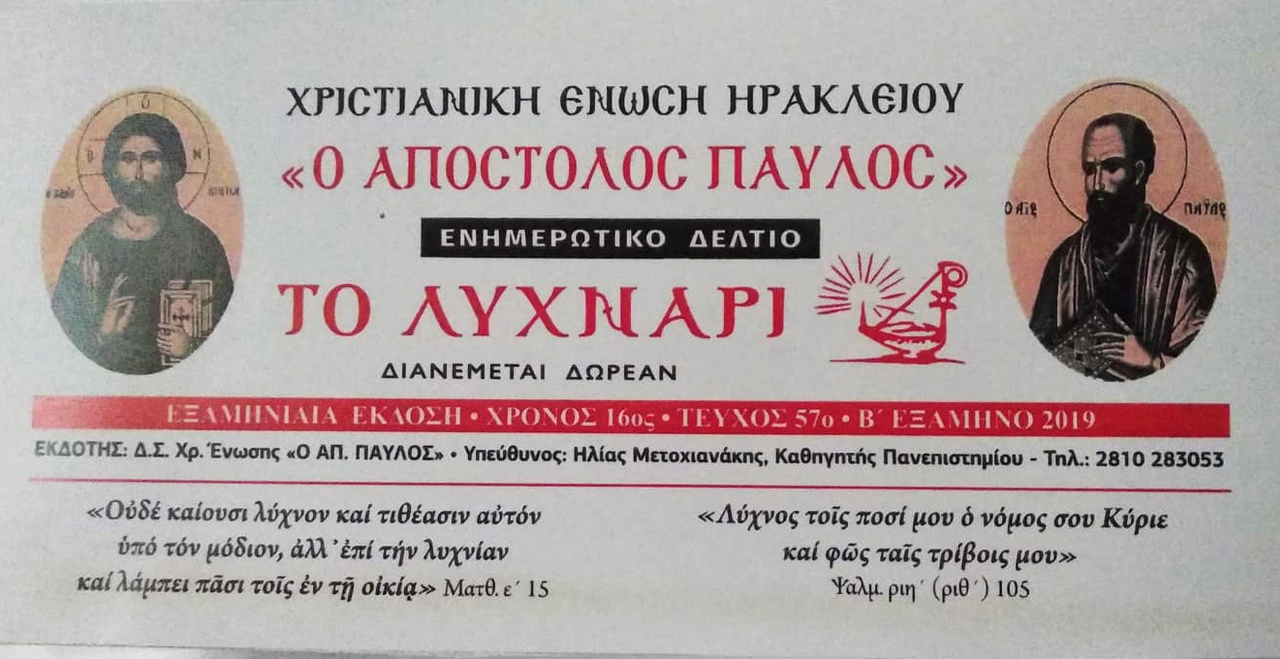 ΧΡΙΣΤΙΑΝΙΚΗ ΕΝΩΣΗ ΗΡΑΚΛΕΙΟΥ
«Ο ΑΠΟΣΤΟΛΟΣ ΠΑΥΛΟΣ»
Ο ΑΓΙΟΣ ΠΑΥΛΟΣ
ΕΝΗΜΕΡΩΤΙΚΟ ΔΕΛΤΙΟ
ΤΟ ΛΥΧΝΑΡΙ
ΔΙΑΝΕΜΕΤΑΙ ΔΩΡΕΑΝ
ΕΞΑΜΗΝΙΑΙΑ ΕΚΔΟΣΗ • ΧΡΟΝΟΣ 16ος • ΤΕΥΧΟΣ 57ο • Β΄ ΕΞΑΜΗΝΟ 2019
ΕΚΔΟΤΗΣ: Δ.Σ. Χρ. Ένωσης «Ο ΑΠ. ΠΑΥΛΟΣ» • Υπεύθυνος: Ηλίας Μετοχιανάκης, Καθηγητής Πανεπιστημίου - Τηλ.: 2810 283053
«Οὐδέ καίουσι λύχνον καί τιθέασιν αὐτόν
ὑπό τόν μόδιον, ἀλλ᾽ἐπί τήν λυχνίαν
καί λάμπει πᾶσι τοῖς ἐν τῇ οἰκίᾳ» Ματθ. ε΄ 15
«Λύχνος τοῖς ποσί μου ὁ νόμος σου Κύριε
καί φῶς ταῖς τρίβοις μου»
Ψαλμ. ριη΄ (ριθ΄) 105